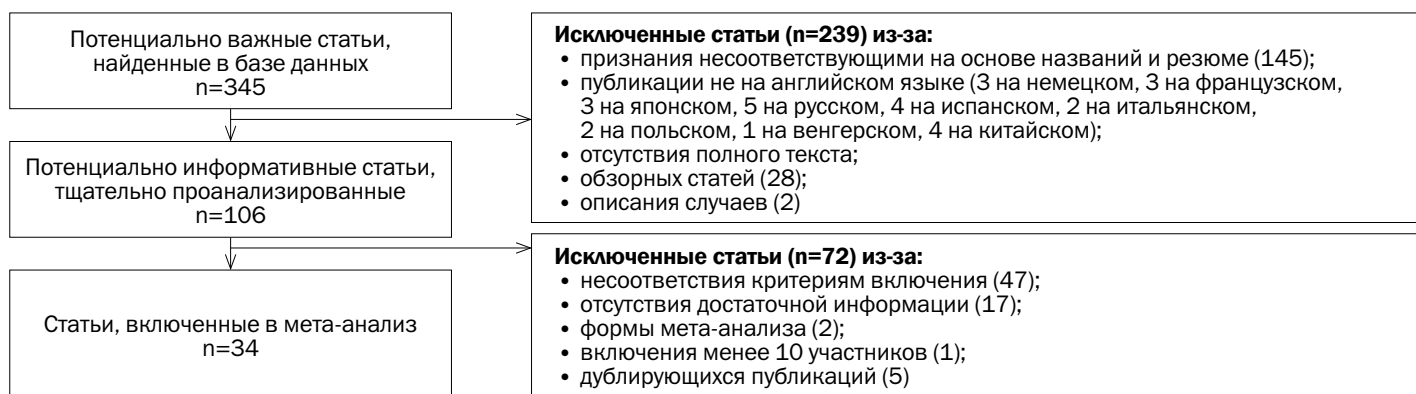 Потенциально важные статьи,
найденные в базе данных
n=345
Исключенные статьи (n=239) из-за:
• признания несоответствующими на основе названий и резюме (145);
• публикации не на английском языке (3 на немецком, 3 на французском,
3 на японском, 5 на русском, 4 на испанском, 2 на итальянском,
2 на польском, 1 на венгерском, 4 на китайском);
• отсутствия полного текста;
• обзорных статей (28);
• описания случаев (2)
Потенциально информативные статьи,
тщательно проанализированные
n=106
Исключенные статьи (n=72) из-за:
• несоответствия критериям включения (47);
• отсутствия достаточной информации (17);
• формы мета-анализа (2);
• включения менее 10 участников (1);
• дублирующихся публикаций (5)
Статьи, включенные в мета-анализ
n=34